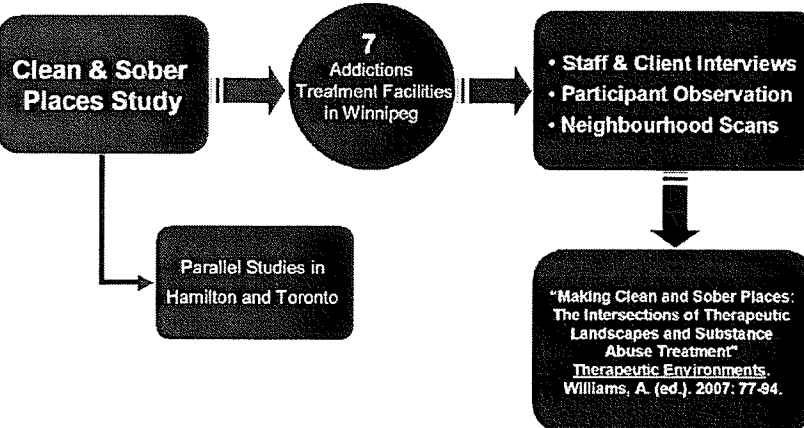 Clean & Sober
Places Study
7
Addictions
Treatment Facilities
in Winnipeg
• Staff & Client Interviews
• Participant Observation
• Neighbourhood Scans
Parallel Studies in
Hamilton and Toronto
"Making Clean and Sober Places:
The Intersections of Therapeutic
Landscapes and Substance
Abuse Treatment"
Therapeutic Environments.
Williams, A. (ed.). 2007: 77-94.